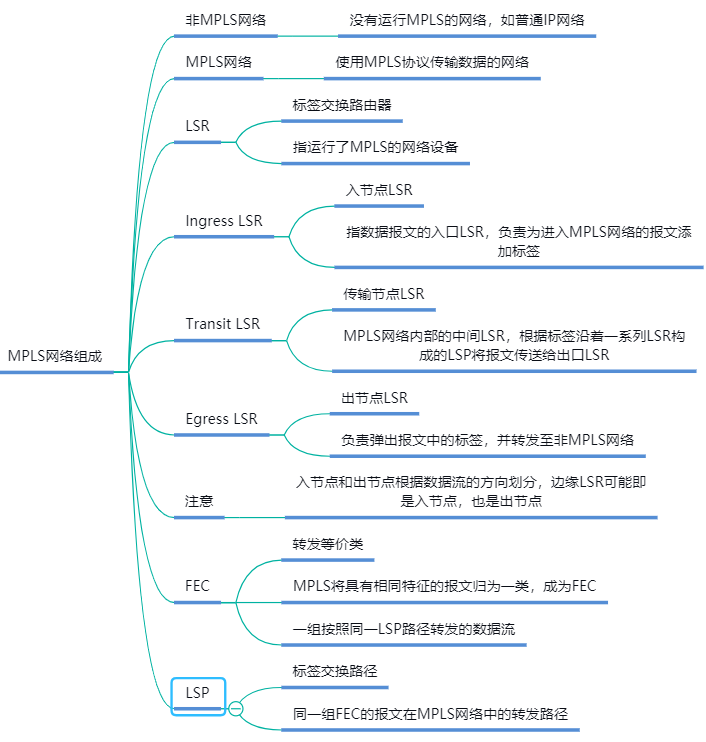 非MPLS网络
没有运行MPLS的网络，如普通IP网络
MPLS网络
使用MPLS协议传输数据的网络
LSR
标签交换路由器
指运行了MPLS的网络设备
Ingress LSR
入节点LSR
指数据报文的入口LSR，负责为进入MPLS网络的报文添
加标签
Transit LSR
传输节点LSR
MPLS网络内部的中间LSR，根据标签沿着一系列LSR构
成的LSP将报文传送给出口LSR
MPLS网络组成
Egress LSR
出节点LSR
负责弹出报文中的标签，并转发至非MPLS网络
注意
入节点和出节点根据数据流的方向划分，边缘LSR可能即
是入节点，也是出节点
FEC
转发等价类
MPLS将具有相同特征的报文归为一类，成为FEC
一组按照同一LSP路径转发的数据流
LSP
标签交换路径
同一组FEC的报文在MPLS网络中的转发路径